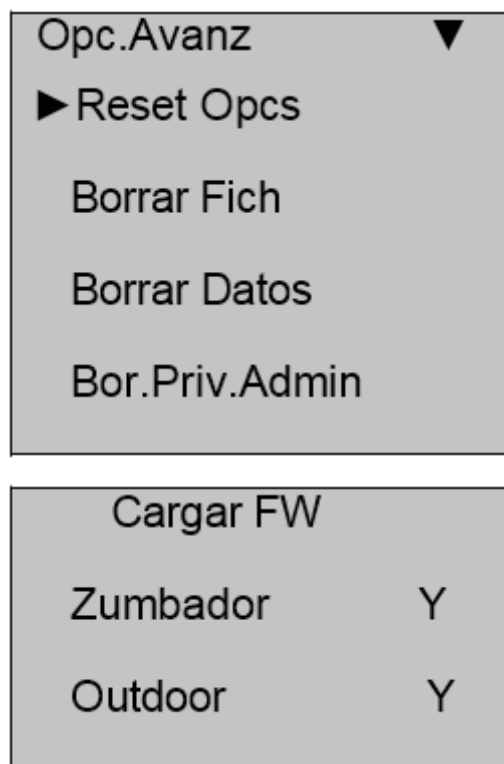 Opc.Avanz ▼
►Reset Opcs
Borrar Fich
Borrar Datos
Bor.Priv.Admin
Cargar FW
Zumbador Y
Outdoor Y